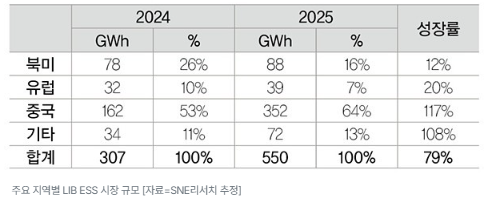 2024 2025 성장률
GWh % GWh %
북미 78 26% 88 16% 12%
유럽 32 10% 39 7% 20%
중국 162 53% 352 64% 117%
기타 34 11% 72 13% 108%
합계 307 100% 550 100% 79%
주요 지역별 LIB ESS 시장 규모 [자료=SNE리서치 추정]